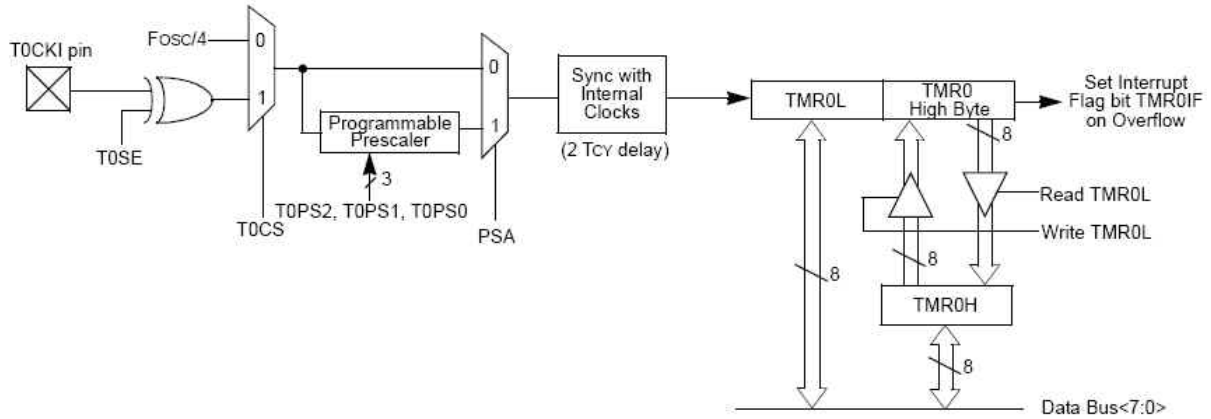 T0CKI pin
FOSC/4
0
1
T0SE
T0CS
Programmable
Prescaler
3
T0PS2, T0PS1, T0PS0
0
1
PSA
Sync with
Internal
Clocks
(2 TCY delay)
TMR0L
TMR0
High Byte
Set Interrupt
Flag bit TMR0IF
on Overflow
8
Read TMR0L
Write TMR0L
8
8
TMR0H
8
Data Bus<7:0>